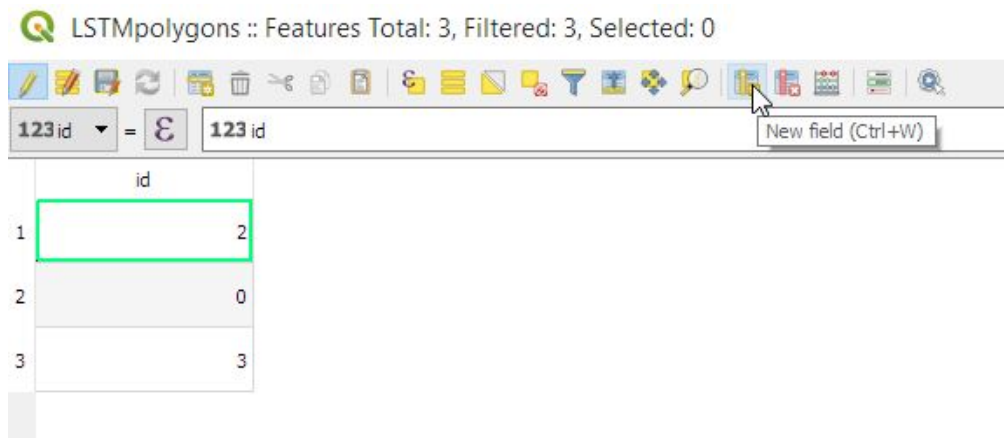 LSTMpolygons :: Features Total: 3, Filtered: 3, Selected: 0
123 id = ε 123 id
New field (Ctrl+W)
id
1 2
2 0
3 3